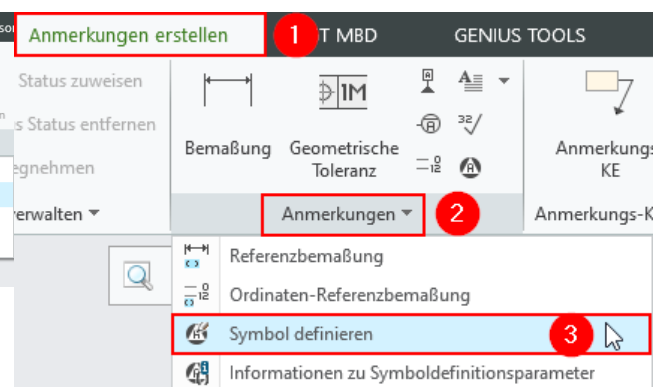 Anmerkungen erstellen 1 T MBD GENIUS TOOLS
Status zuweisen
s Status entfernen
egnehmen
erwalten
Bemaßung
Geometrische Toleranz
1M
A
32
Anmerkungs
KE
Anmerkungen 2
Anmerkungs-K
Referenzbemaßung
Ordinaten-Referenzbemaßung
Symbol definieren 3
Informationen zu Symboldefinitionsparameter